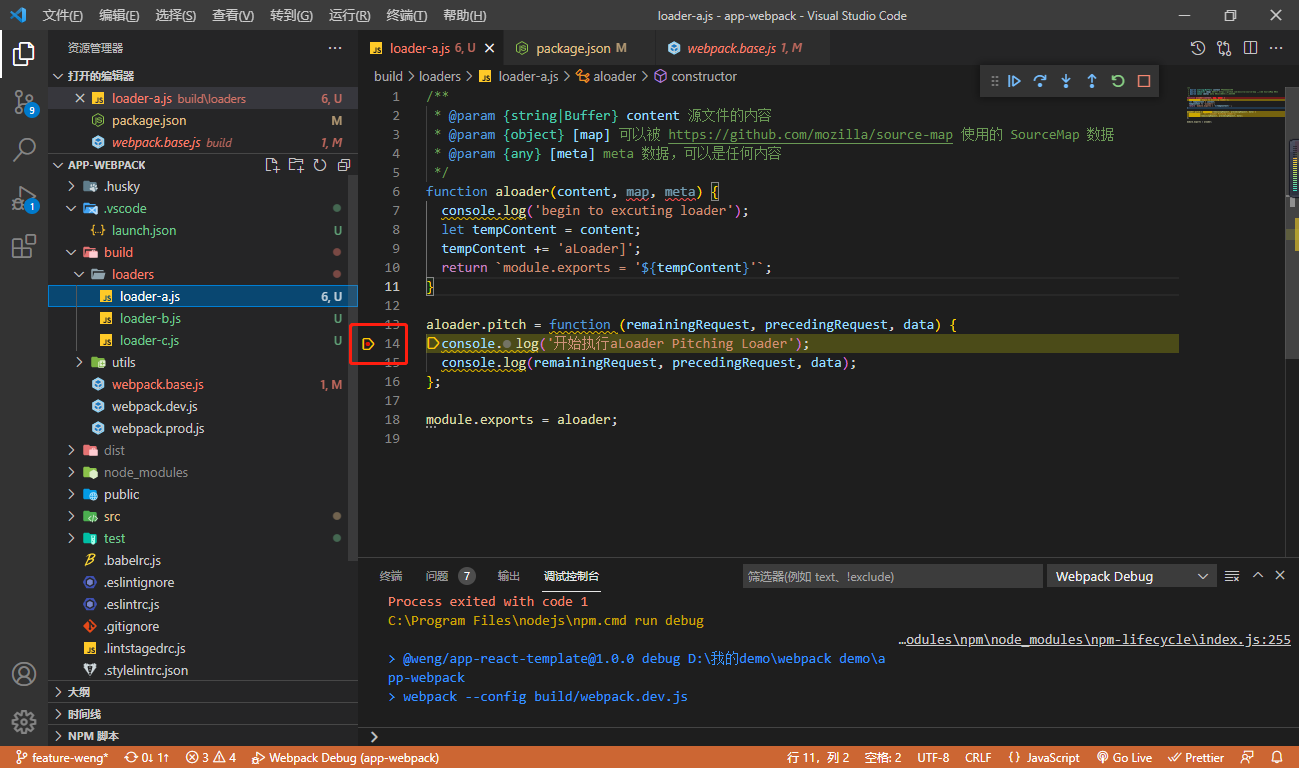 文件(F) 编辑(E) 选择(S) 查看(V) 转到(G) 运行(R) 终端(T) 帮助(H) loader-a.js - app-webpack - Visual Studio Code
资源管理器
打开的编辑器
loader-a.js build\loaders 6, U
package.json M
webpack.base.js build 1, M
APP-WEBPACK
.husky
.vscode
launch.json U
build
loaders
loader-a.js 6, U
loader-b.js U
loader-c.js U
utils
webpack.base.js 1, M
webpack.dev.js
webpack.prod.js
dist
node_modules
public
src
test
.babelrc.js
.eslintignore
.eslintrc.js
.gitignore
.lintstagedrc.js
.stylelintrc.json
大纲
时间线
NPM 脚本
9
1
loader-a.js 6, U package.json M webpack.base.js 1, M
build > loaders > loader-a.js > aloader > constructor
1 /**
2 * @param {string|Buffer} content 源文件的内容
3 * @param {object} [map] 可以被 https://github.com/mozilla/source-map 使用的 SourceMap 数据
4 * @param {any} [meta] meta 数据，可以是任何内容
5 */
6 function aloader(content, map, meta) {
7 console.log('begin to excuting loader');
8 let tempContent = content;
9 tempContent += 'aLoader]';
10 return `module.exports = '${tempContent}'`;
11 }
12
13 aloader.pitch = function (remainingRequest, precedingRequest, data) {
14 console.log('开始执行aLoader Pitching Loader');
15 console.log(remainingRequest, precedingRequest, data);
16 };
17
18 module.exports = aloader;
19
终端 问题 7 输出 调试控制台 筛选器(例如 text、!exclude) Webpack Debug
Process exited with code 1
C:\Program Files\nodejs\npm.cmd run debug
…odules\npm\node_modules\npm-lifecycle\index.js:255
> @weng/app-react-template@1.0.0 debug D:\我的demo\webpack demo\a
pp-webpack
> webpack --config build/webpack.dev.js
feature-weng* 0↓ 1↑ 3 4 Webpack Debug (app-webpack) 行 11，列 2 空格: 2 UTF-8 CRLF {} JavaScript Go Live Prettier